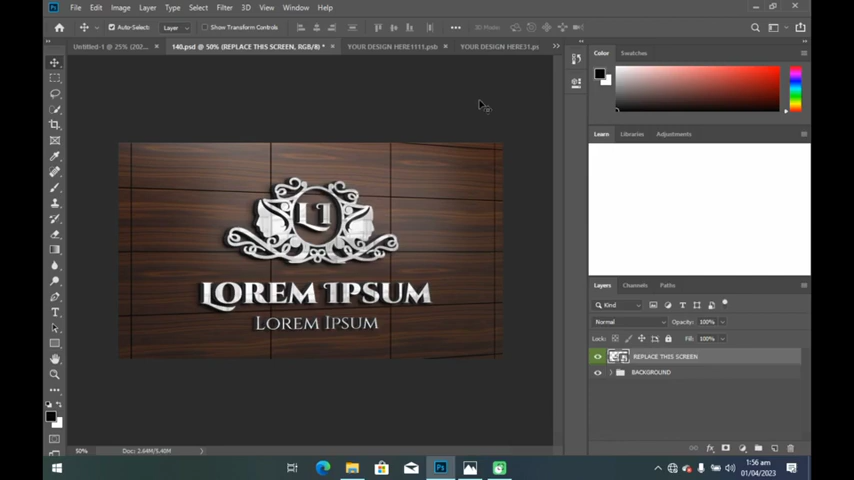 File Edit Image Layer Type Select Filter 3D View Window Help
Auto-Select: Layer Show Transform Controls
Untitled-1 @ 25% (202... × 140.psd @ 50% (REPLACE THIS SCREEN, RGB/8) * × YOUR DESIGN HERE1111.psb × YOUR DESIGN HERE31.ps
Color Swatches
Learn Libraries Adjustments
LI
LOREM IPSUM
LOREM IPSUM
Layers Channels Paths
Kind
Normal Opacity: 100%
Lock: Fill: 100%
REPLACE THIS SCREEN
BACKGROUND
50% Doc: 2.64M/5.40M
1:56 am
01/04/2023